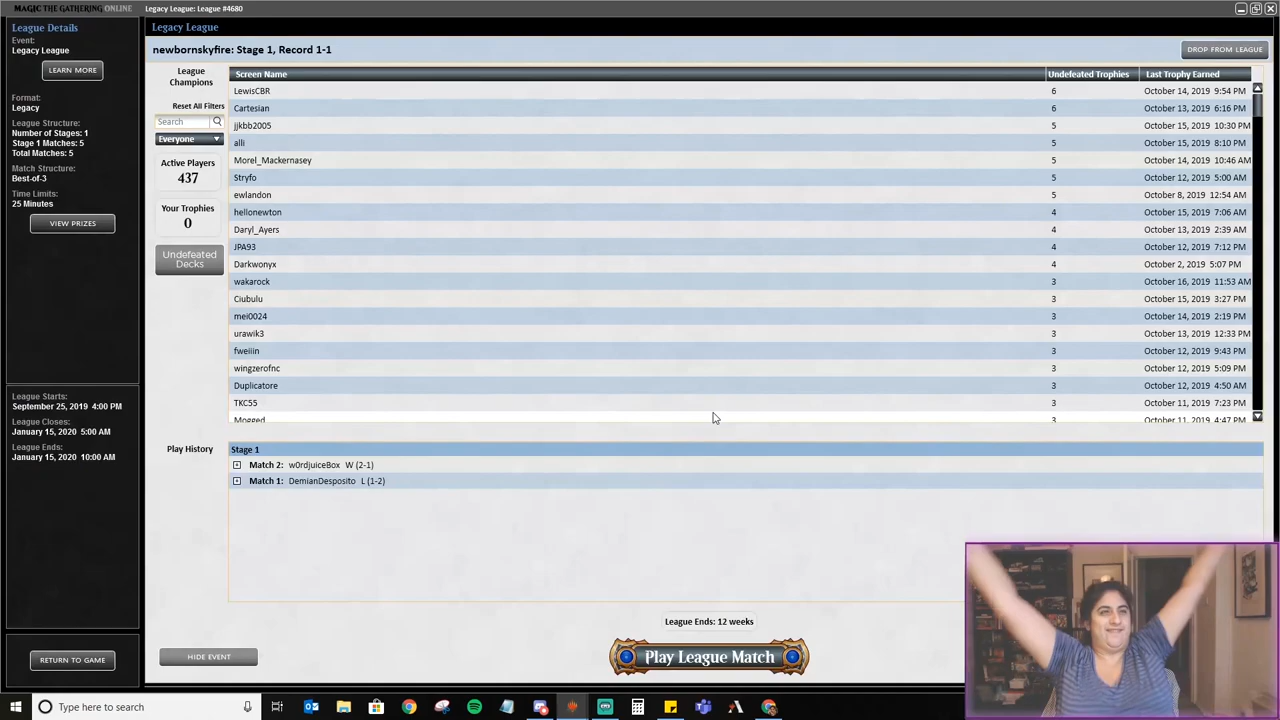 MAGIC THE GATHERING ONLINE
Legacy League: League #4680
League Details
Event:
Legacy League
LEARN MORE
Format:
Legacy
League Structure:
Number of Stages: 1
Stage 1 Matches: 5
Total Matches: 5
Match Structure:
Best-of-3
Time Limits:
25 Minutes
VIEW PRIZES
League Starts:
September 25, 2019 4:00 PM
League Closes:
January 15, 2020 5:00 AM
League Ends:
January 15, 2020 10:00 AM
RETURN TO GAME
Legacy League
newbornskyfire: Stage 1, Record 1-1
DROP FROM LEAGUE
League Champions
Reset All Filters
Search
Everyone
Active Players
437
Your Trophies
0
Undefeated Decks
Screen Name Undefeated Trophies Last Trophy Earned
LewisCBR 6 October 14, 2019 9:54 PM
Cartesian 6 October 13, 2019 6:16 PM
jjkbb2005 5 October 15, 2019 10:30 PM
alli 5 October 15, 2019 8:10 PM
Morel_Mackernasey 5 October 14, 2019 10:46 AM
Stryfo 5 October 12, 2019 5:00 AM
ewlandon 5 October 8, 2019 12:54 AM
hellonewton 4 October 15, 2019 7:06 AM
Daryl_Ayers 4 October 13, 2019 2:39 AM
JPA93 4 October 12, 2019 7:12 PM
Darkwonyx 4 October 2, 2019 5:07 PM
wakarock 3 October 16, 2019 11:53 AM
Ciubulu 3 October 15, 2019 3:27 PM
mei0024 3 October 14, 2019 2:19 PM
urawik3 3 October 13, 2019 12:33 PM
fweiiin 3 October 12, 2019 9:43 PM
wingzerofnc 3 October 12, 2019 5:09 PM
Duplicatore 3 October 12, 2019 4:50 AM
TKC55 3 October 11, 2019 7:23 PM
Mogged 3 October 11, 2019 4:47 PM
Play History
Stage 1
Match 2: w0rdjuiceBox W (2-1)
Match 1: DemianDesposito L (1-2)
League Ends: 12 weeks
HIDE EVENT
Play League Match
Type here to search